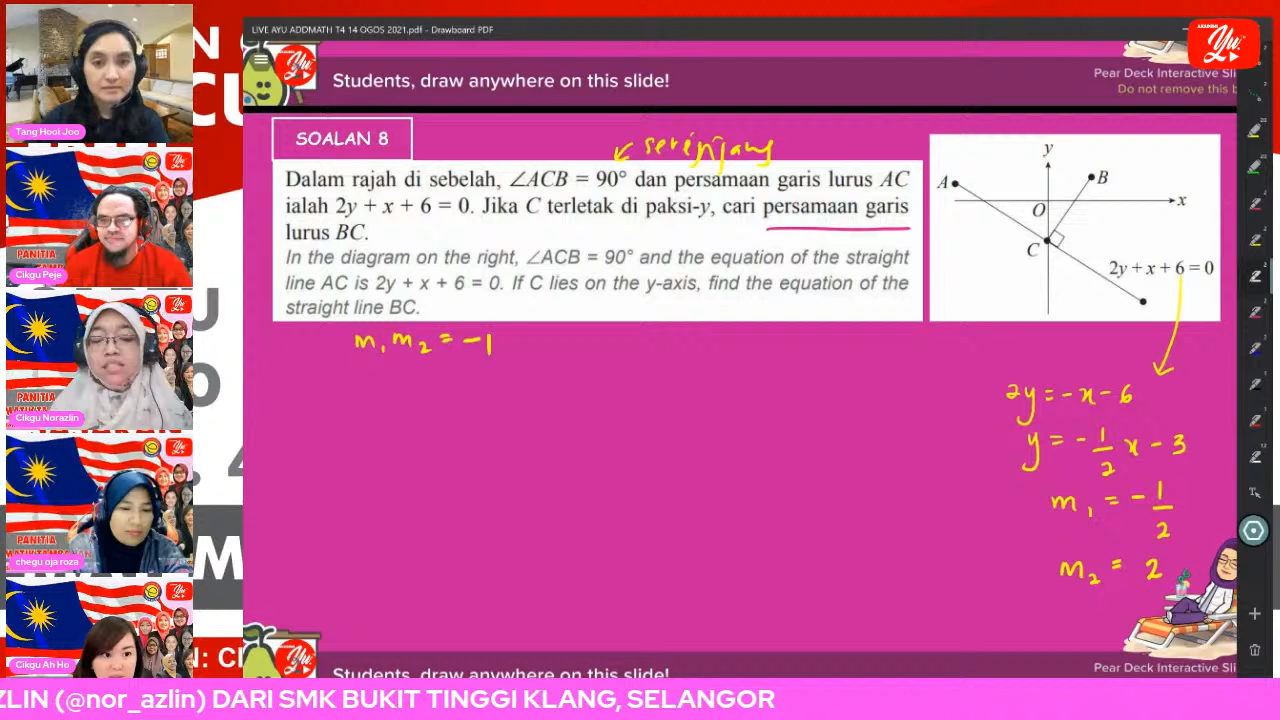 LIVE AYU ADDMATH T4 14 OGOS 2021.pdf - Drawboard PDF
Students, draw anywhere on this slide!
Pear Deck Interactive Sli
Do not remove this b
Tang Hooi Joo
PANITIA
Cikgu Peje
PANITIA
Cikgu Norazlin
PANITIA
chegu oja roza
PANITIA
Cikgu Ah Ho
SOALAN 8
serenjang
Dalam rajah di sebelah, ∠ACB = 90° dan persamaan garis lurus AC
ialah 2y + x + 6 = 0. Jika C terletak di paksi-y, cari persamaan garis
lurus BC.
In the diagram on the right, ∠ACB = 90° and the equation of the straight
line AC is 2y + x + 6 = 0. If C lies on the y-axis, find the equation of the
straight line BC.
y
A
B
O
x
C
2y + x + 6 = 0
m₁ m₂ = -1
2y = -x - 6
y = -1/2 x - 3
m₁ = -1/2
m₂ = 2
Students, draw anywhere on this slide!
Pear Deck Interactive Sli
ZLIN (@nor_azlin) DARI SMK BUKIT TINGGI KLANG, SELANGOR